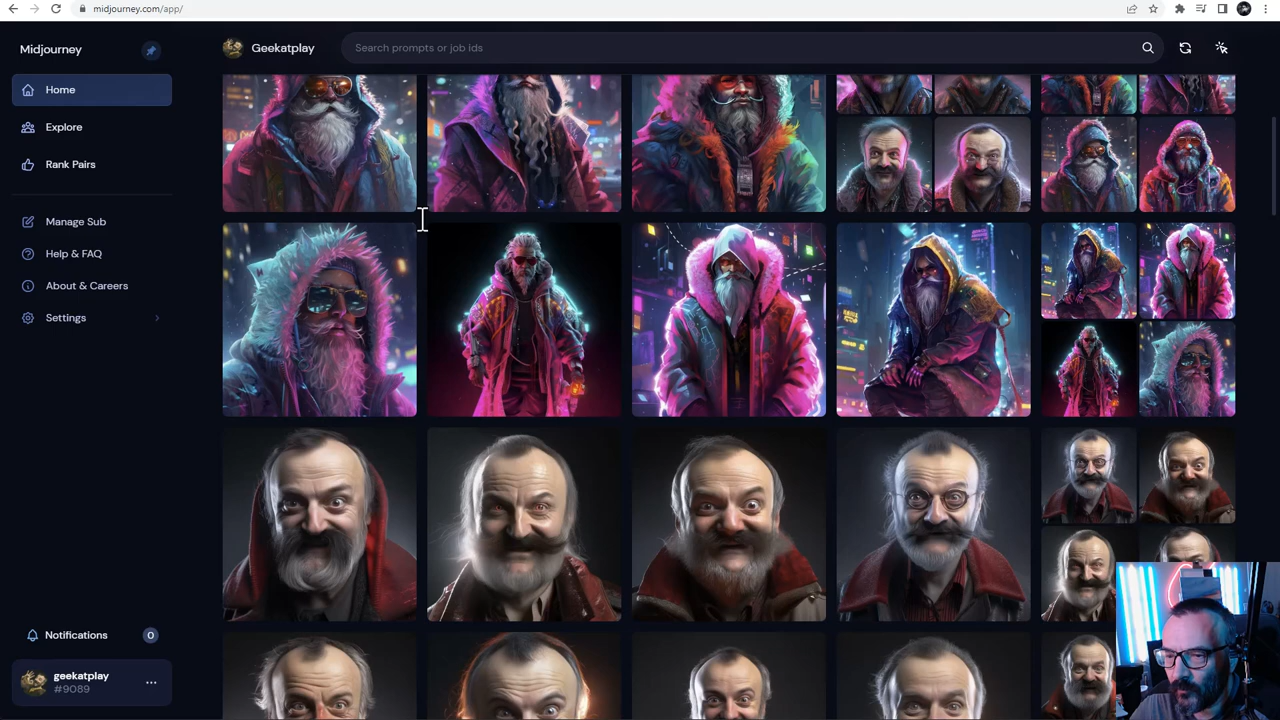 midjourney.com/app/
Midjourney
Geekatplay
Search prompts or job Ids
Home
Explore
Rank Pairs
Manage Sub
Help & FAQ
About & Careers
Settings
Notifications
0
geekatplay
#9089